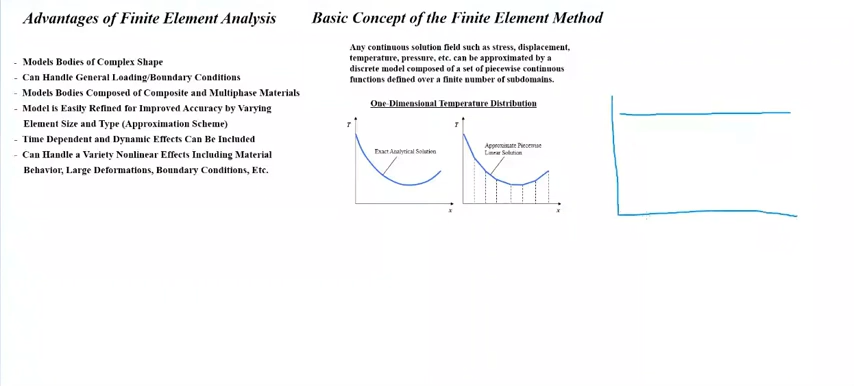 Advantages of Finite Element Analysis
- Models Bodies of Complex Shape
- Can Handle General Loading/Boundary Conditions
- Models Bodies Composed of Composite and Multiphase Materials
- Model is Easily Refined for Improved Accuracy by Varying
Element Size and Type (Approximation Scheme)
- Time Dependent and Dynamic Effects Can Be Included
- Can Handle a Variety Nonlinear Effects Including Material
Behavior, Large Deformations, Boundary Conditions, Etc.
Basic Concept of the Finite Element Method
Any continuous solution field such as stress, displacement,
temperature, pressure, etc. can be approximated by a
discrete model composed of a set of piecewise continuous
functions defined over a finite number of subdomains.
One-Dimensional Temperature Distribution
T
Exact Analytical Solution
x
T
Approximate Piecewise
Linear Solution
x